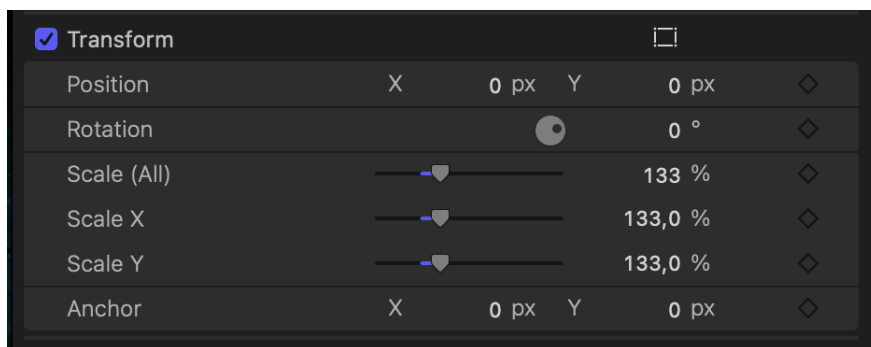 Transform
Position X 0 px Y 0 px
Rotation 0 °
Scale (All) 133 %
Scale X 133,0 %
Scale Y 133,0 %
Anchor X 0 px Y 0 px